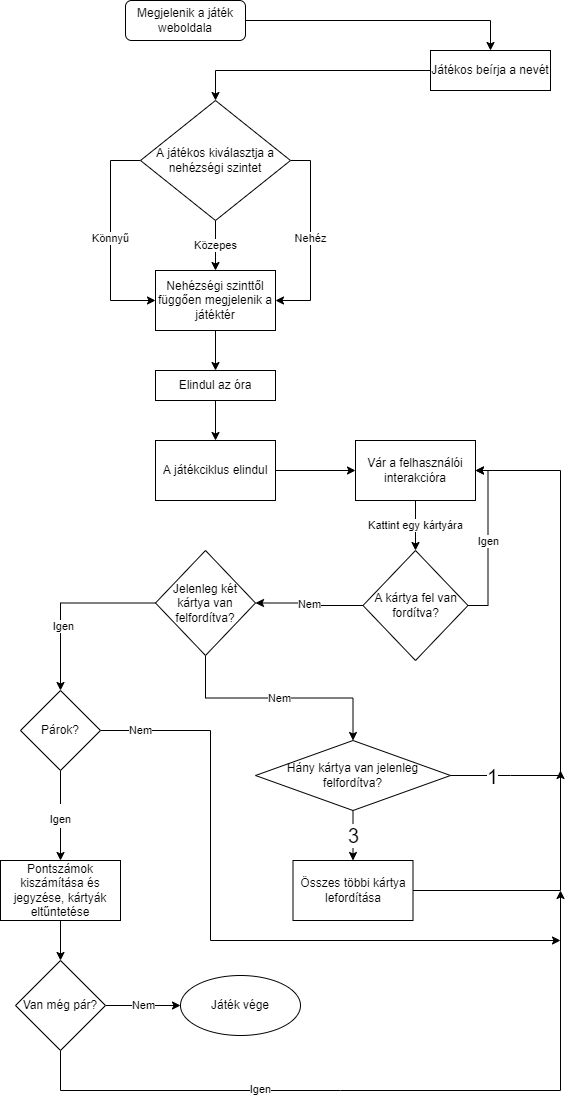 Megjelenik a játék
weboldala
Játékos beírja a nevét
A játékos kiválasztja a
nehézségi szintet
Könnyű
Közepes
Nehéz
Nehézségi szinttől
függően megjelenik a
játéktér
Elindul az óra
A játékciklus elindul
Vár a felhasználói
interakcióra
Kattint egy kártyára
Igen
A kártya fel van
fordítva?
Nem
Jelenleg két
kártya van
felfordítva?
Igen
Nem
Párok?
Nem
Hány kártya van jelenleg
felfordítva?
1
3
Igen
Pontszámok
kiszámítása és
jegyzése, kártyák
eltűntetése
Összes többi kártya
lefordítása
Van még pár?
Nem
Játék vége
Igen